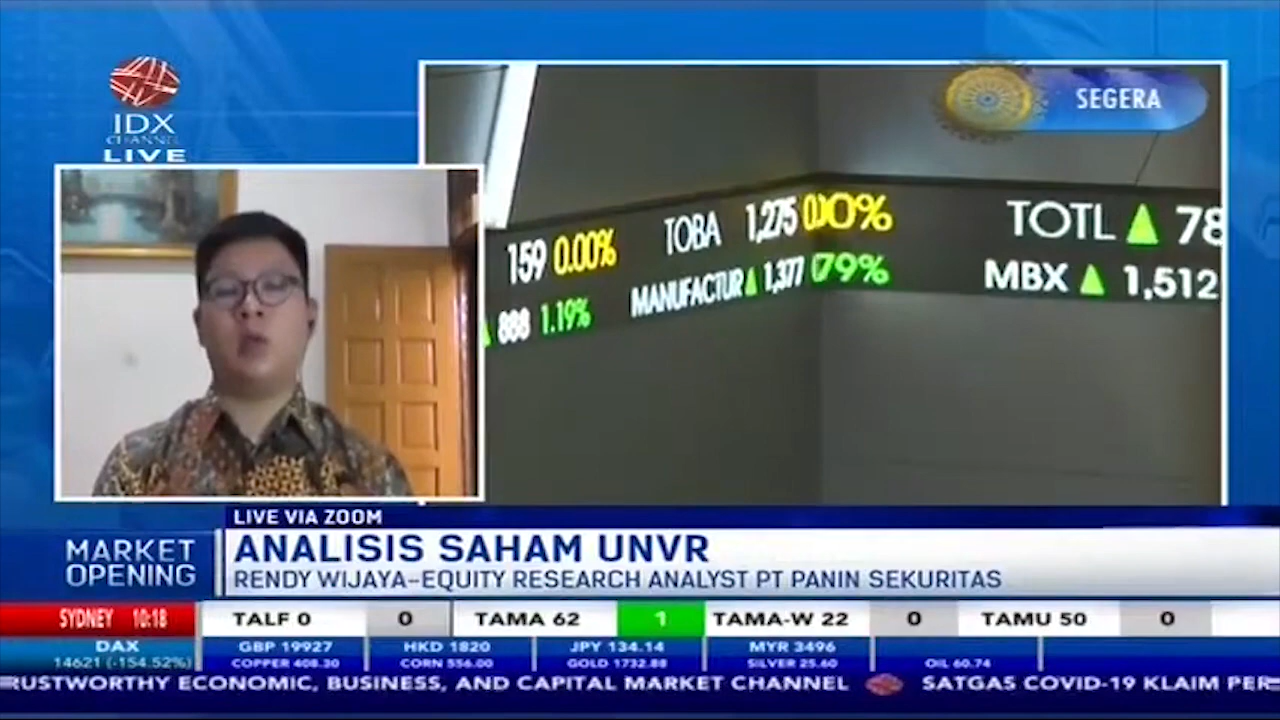 IDX
CHANNEL
LIVE
SEGERA
159 0.00%
TOBA 1,275 0.00%
TOTL ▲ 78
▲ 888 1.19%
MANUFACTUR ▲ 1,377 0.79%
MBX ▲ 1,512
LIVE VIA ZOOM
MARKET
OPENING
ANALISIS SAHAM UNVR
RENDY WIJAYA-EQUITY RESEARCH ANALYST PT PANIN SEKURITAS
SYDNEY 10:18
TALF 0 0 TAMA 62 1 TAMA-W 22 0 TAMU 50 0
DAX
14621 (-154.52%)
GBP 19927 HKD 1820 JPY 134.14 MYR 3496
COPPER 408.30 CORN 556.00 GOLD 1732.88 SILVER 25.60 OIL 60.74
RUSTWORTHY ECONOMIC, BUSINESS, AND CAPITAL MARKET CHANNEL SATGAS COVID-19 KLAIM PER